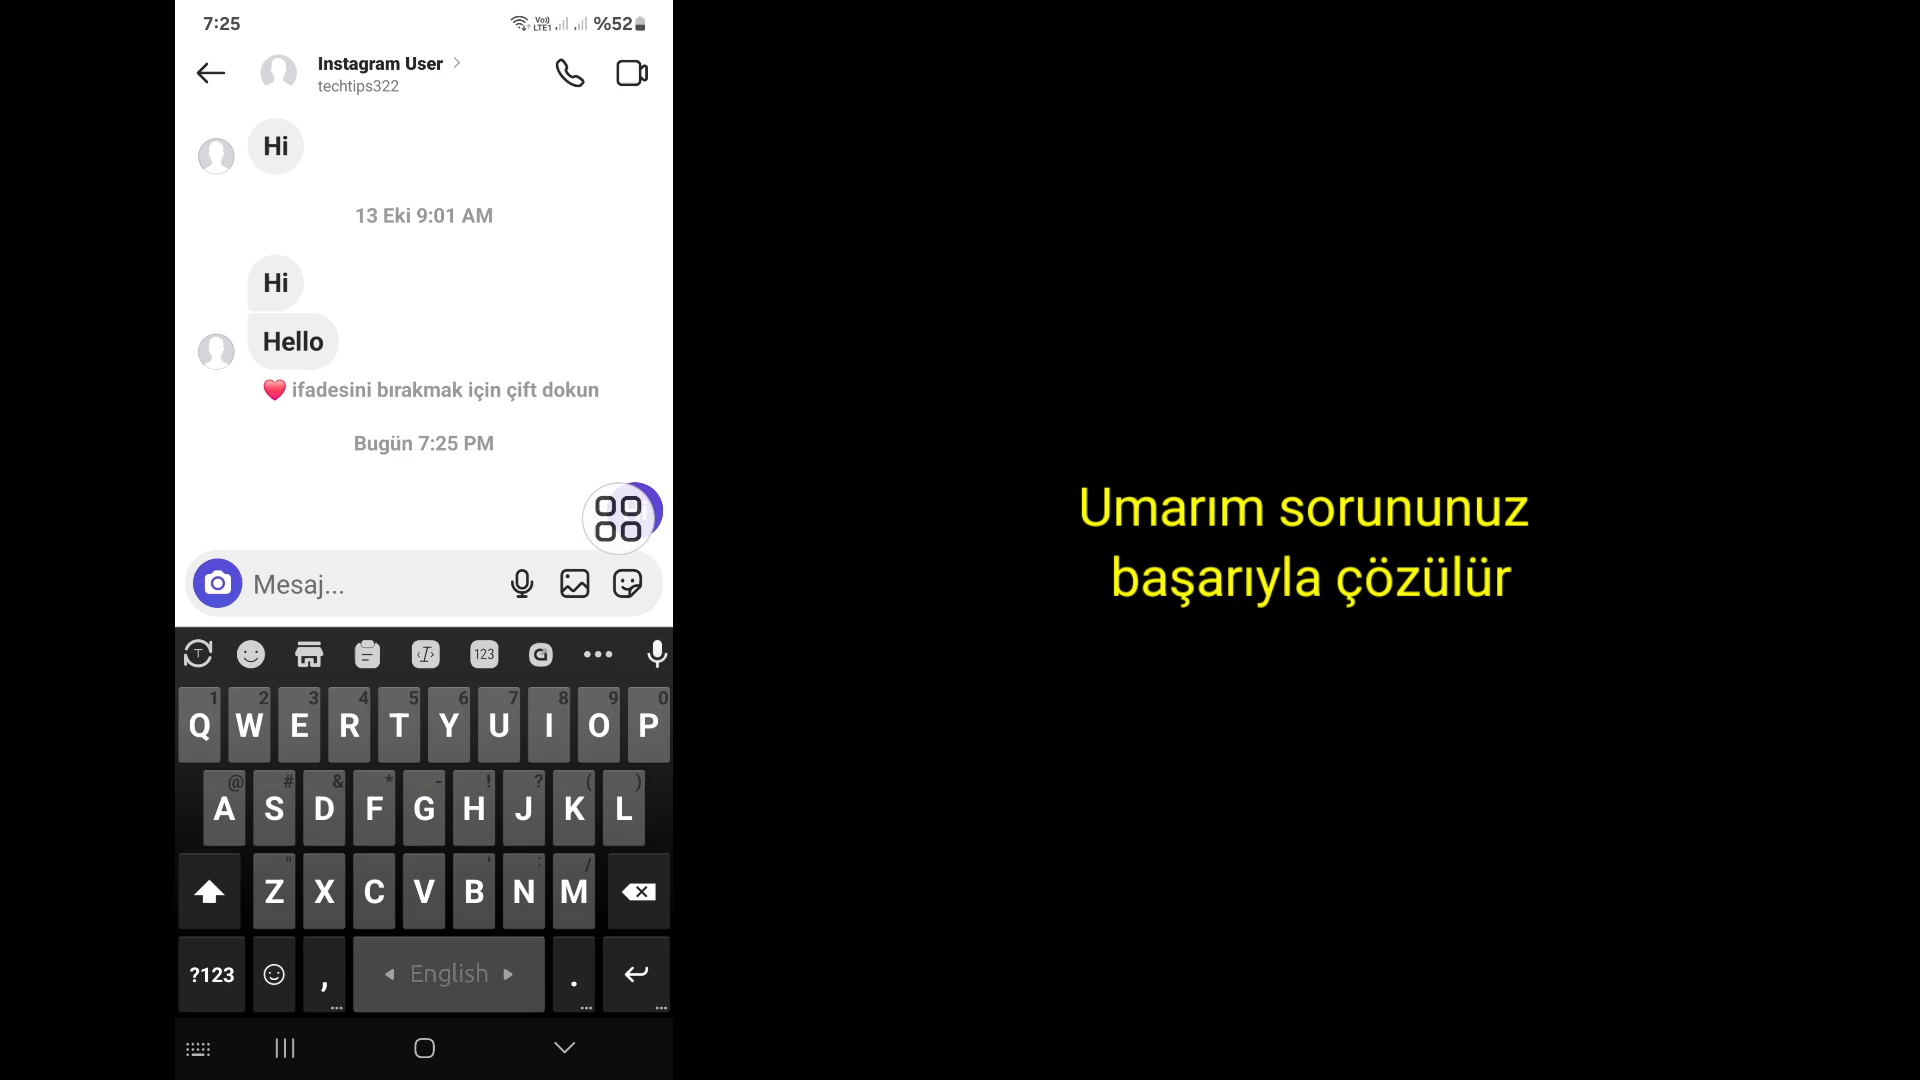 7:25
Vo))
LTE1
%52
Instagram User
techtips322
Hi
13 Eki 9:01 AM
Hi
Hello
❤️ ifadesini bırakmak için çift dokun
Bugün 7:25 PM
Mesaj...
T
123
1 2 3 4 5 6 7 8 9 0
Q W E R T Y U I O P
@ # & * - ! ? ( )
A S D F G H J K L
" ' : /
Z X C V B N M
?123 , English .
Umarım sorununuz
başarıyla çözülür